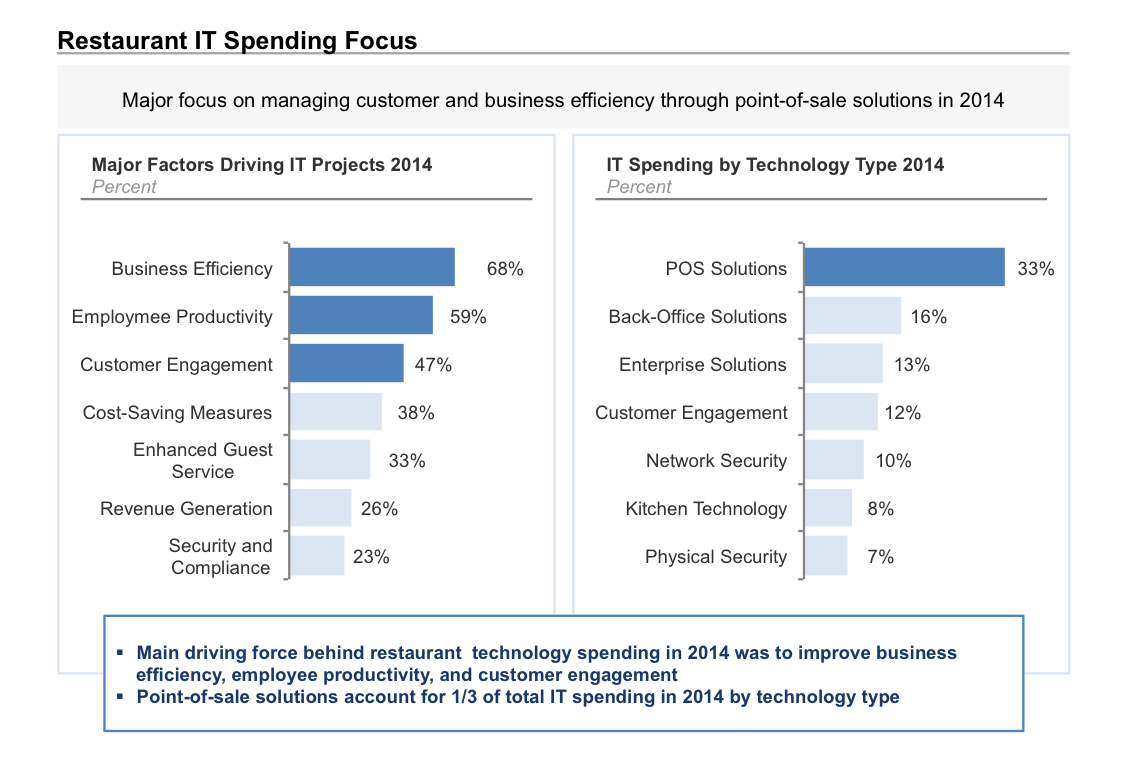 Restaurant IT Spending Focus
Major focus on managing customer and business efficiency through point-of-sale solutions in 2014
Major Factors Driving IT Projects 2014
Percent
Business Efficiency 68%
Employmee Productivity 59%
Customer Engagement 47%
Cost-Saving Measures 38%
Enhanced Guest
Service 33%
Revenue Generation 26%
Security and
Compliance 23%
IT Spending by Technology Type 2014
Percent
POS Solutions 33%
Back-Office Solutions 16%
Enterprise Solutions 13%
Customer Engagement 12%
Network Security 10%
Kitchen Technology 8%
Physical Security 7%
▪ Main driving force behind restaurant technology spending in 2014 was to improve business
efficiency, employee productivity, and customer engagement
▪ Point-of-sale solutions account for 1/3 of total IT spending in 2014 by technology type